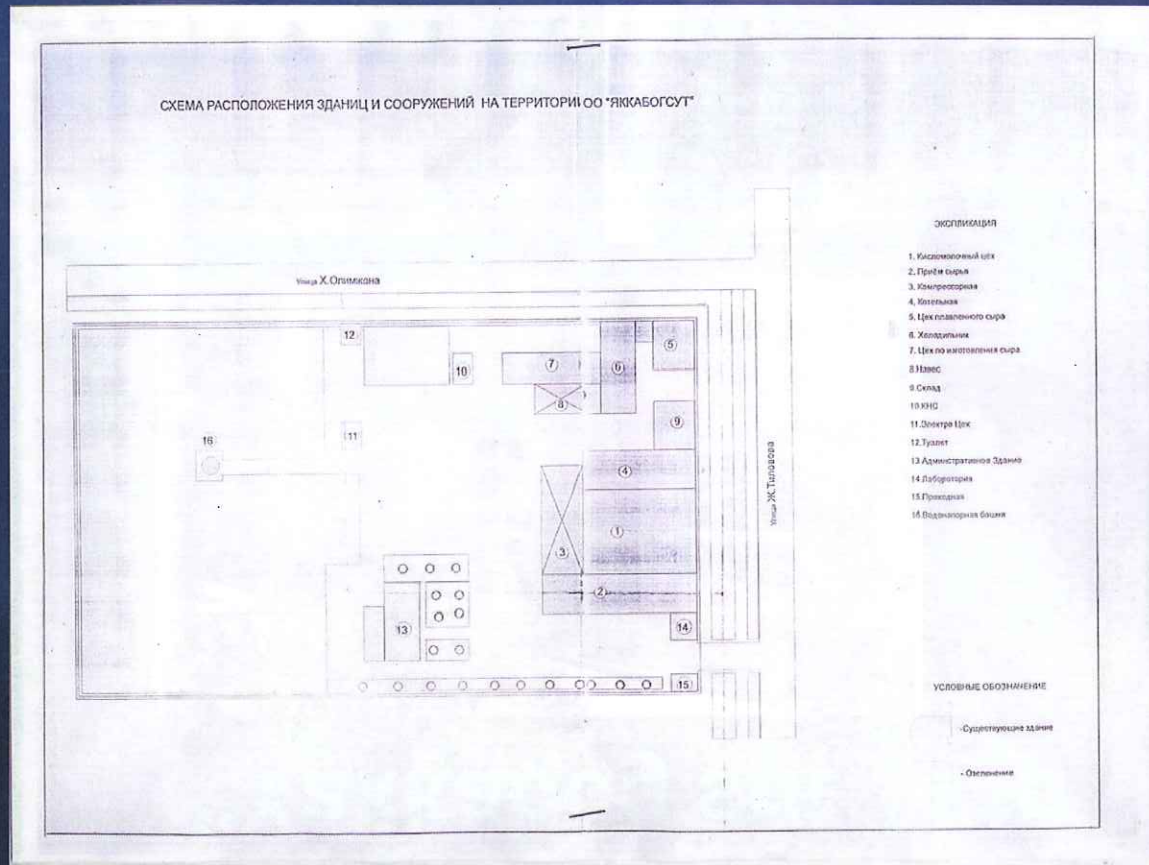 СХЕМА РАСПОЛОЖЕНИЯ ЗДАНИЦ И СООРУЖЕНИЙ НА ТЕРРИТОРИИ ОО "ЯККАБОГСУТ"
Улица Х.Олимжона
Улица Ж.Тиловова
12
10
7
8
6
5
9
11
16
4
1
3
2
13
14
15
ЭКСПЛИКАЦИЯ
1. Кисломолочный цех
2. Приём сырья
3. Компрессорная
4. Котельная
5. Цех плавленного сыра
6. Холодильник
7. Цех по изготовления сыра
8.Навес
9.Склад
10.КНС
11.Электро Цех
12.Туалет
13.Административное Здание
14.Лаборатория
15.Проходная
16.Водонапорная башня
УСЛОВНЫЕ ОБОЗНАЧЕНИЕ
-Существующие здание
- Озеленение